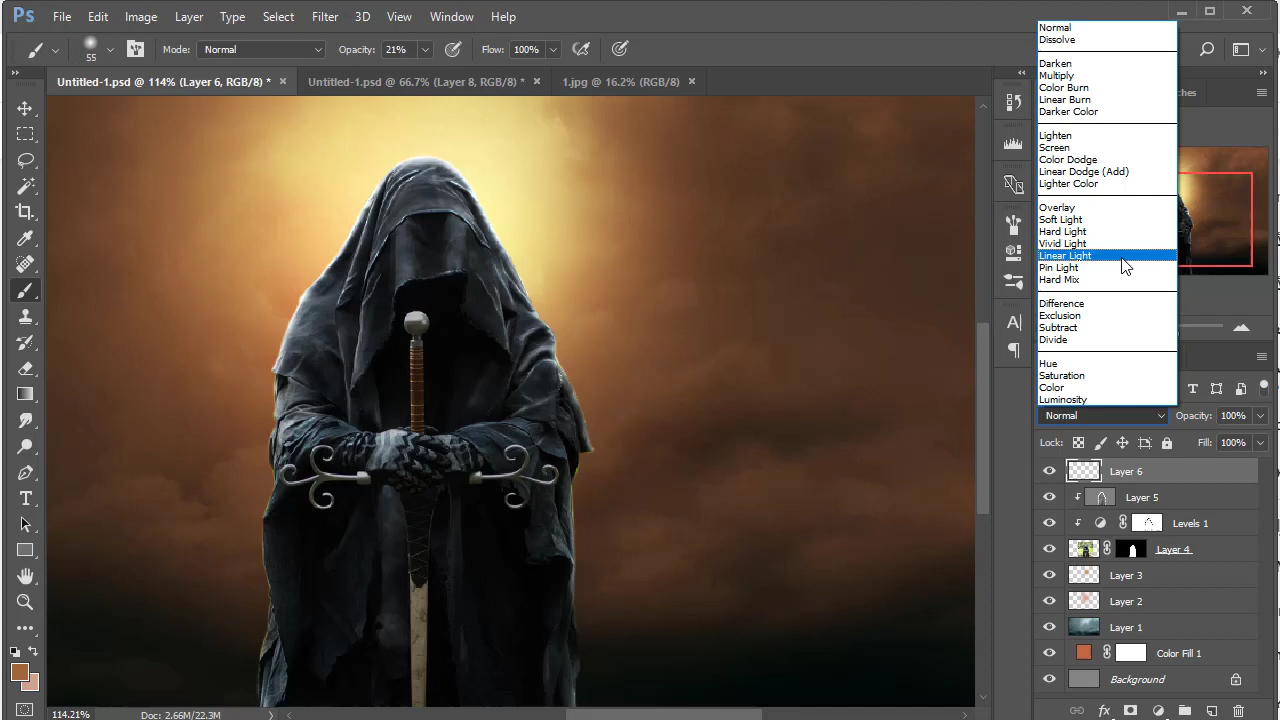 Ps File Edit Image Layer Type Select Filter 3D View Window Help
55 Mode: Normal Opacity: 21% Flow: 100%
Untitled-1.psd @ 114% (Layer 6, RGB/8) * Untitled-1.psd @ 66.7% (Layer 8, RGB/8) * 1.jpg @ 16.2% (RGB/8)
ches
Normal
Dissolve
Darken
Multiply
Color Burn
Linear Burn
Darker Color
Lighten
Screen
Color Dodge
Linear Dodge (Add)
Lighter Color
Overlay
Soft Light
Hard Light
Vivid Light
Linear Light
Pin Light
Hard Mix
Difference
Exclusion
Subtract
Divide
Hue
Saturation
Color
Luminosity
Normal Opacity: 100%
Lock: Fill: 100%
Layer 6
Layer 5
Levels 1
Layer 4
Layer 3
Layer 2
Layer 1
Color Fill 1
Background
114.21% Doc: 2.66M/22.3M